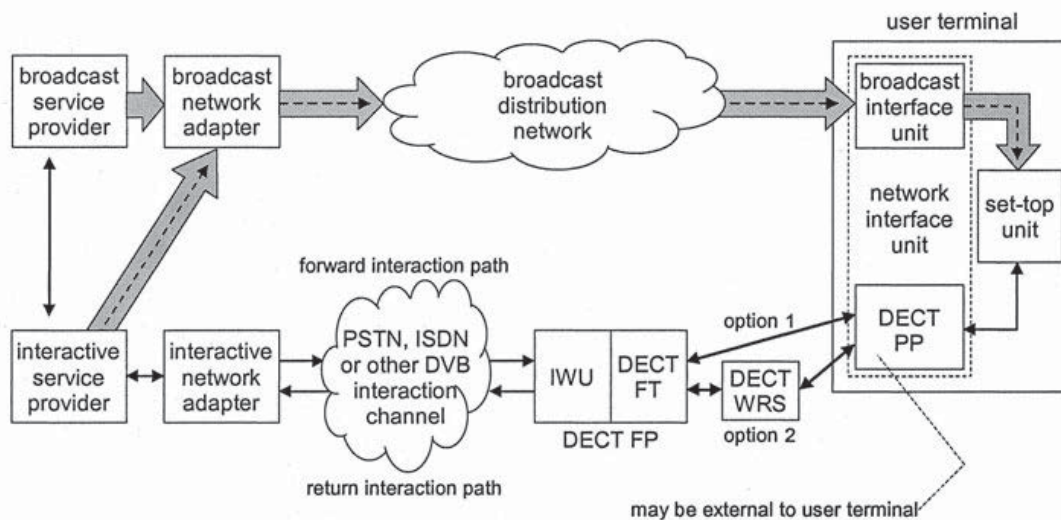 user terminal
broadcast
service
provider
broadcast
network
adapter
broadcast
distribution
network
broadcast
interface
unit
network
interface
unit
set-top
unit
forward interaction path
interactive
service
provider
interactive
network
adapter
PSTN, ISDN
or other DVB
interaction
channel
IWU
DECT
FT
DECT FP
option 1
DECT
WRS
option 2
DECT
PP
return interaction path
may be external to user terminal